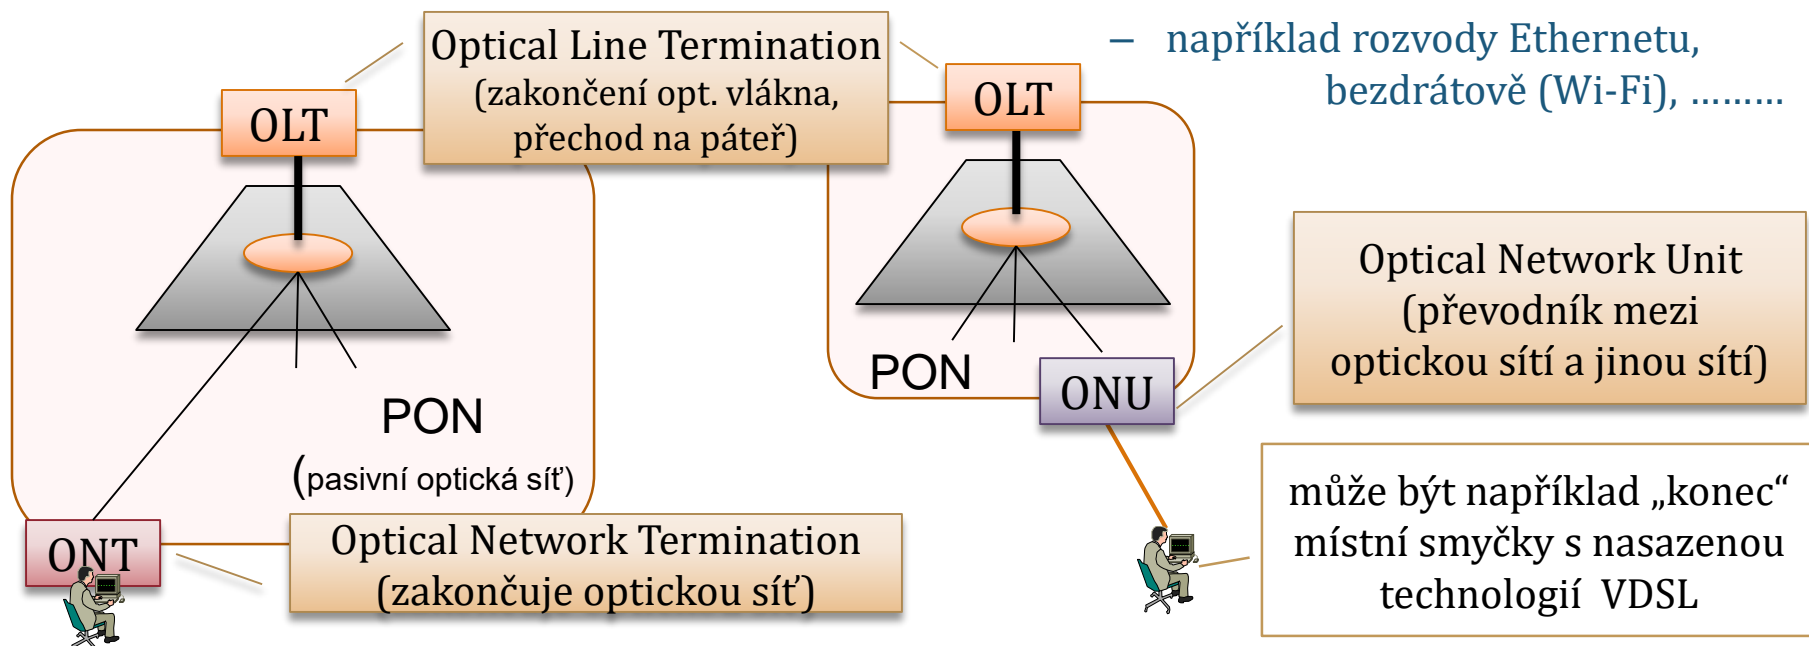 Optical Line Termination
(zakončení opt. vlákna,
přechod na páteř)
– například rozvody Ethernetu,
bezdrátově (Wi-Fi), .........
OLT
OLT
Optical Network Unit
(převodník mezi
optickou sítí a jinou sítí)
PON
(pasivní optická síť)
PON
ONU
může být například „konec“
místní smyčky s nasazenou
technologií VDSL
ONT
Optical Network Termination
(zakončuje optickou síť)